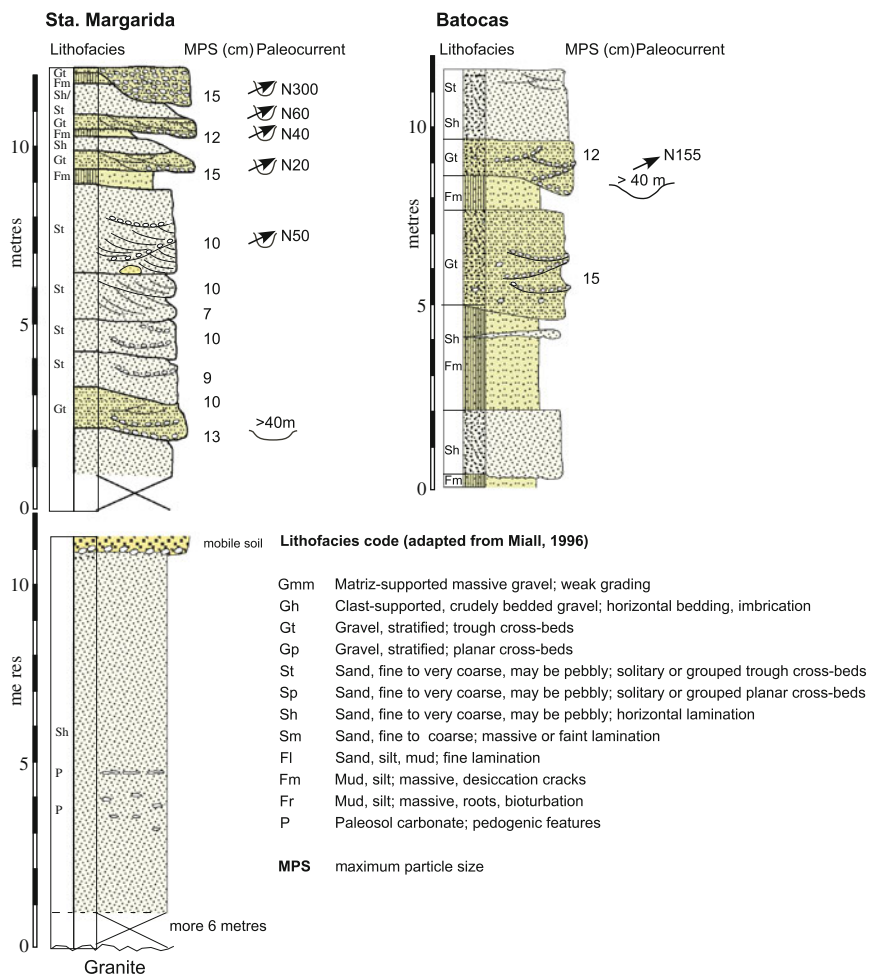 Sta. Margarida
Lithofacies MPS (cm) Paleocurrent
Gt
Fm
Sh/
St
Gt
Fm
Sh
Gt
Fm
St
St
St
St
Gt
15 N300
N60
12 N40
15 N20
10 N50
10
7
10
9
10
13 >40m
10
5
0
metres
Batocas
Lithofacies MPS (cm) Paleocurrent
St
Sh
Gt
Fm
Gt
Sh
Fm
Sh
Fm
12 N155
> 40 m
15
10
5
0
metres
mobile soil
Sh
P
P
10
5
0
me res
more 6 metres
Granite
Lithofacies code (adapted from Miall, 1996)
Gmm Matriz-supported massive gravel; weak grading
Gh Clast-supported, crudely bedded gravel; horizontal bedding, imbrication
Gt Gravel, stratified; trough cross-beds
Gp Gravel, stratified; planar cross-beds
St Sand, fine to very coarse, may be pebbly; solitary or grouped trough cross-beds
Sp Sand, fine to very coarse, may be pebbly; solitary or grouped planar cross-beds
Sh Sand, fine to very coarse, may be pebbly; horizontal lamination
Sm Sand, fine to coarse; massive or faint lamination
Fl Sand, silt, mud; fine lamination
Fm Mud, silt; massive, desiccation cracks
Fr Mud, silt; massive, roots, bioturbation
P Paleosol carbonate; pedogenic features
MPS maximum particle size